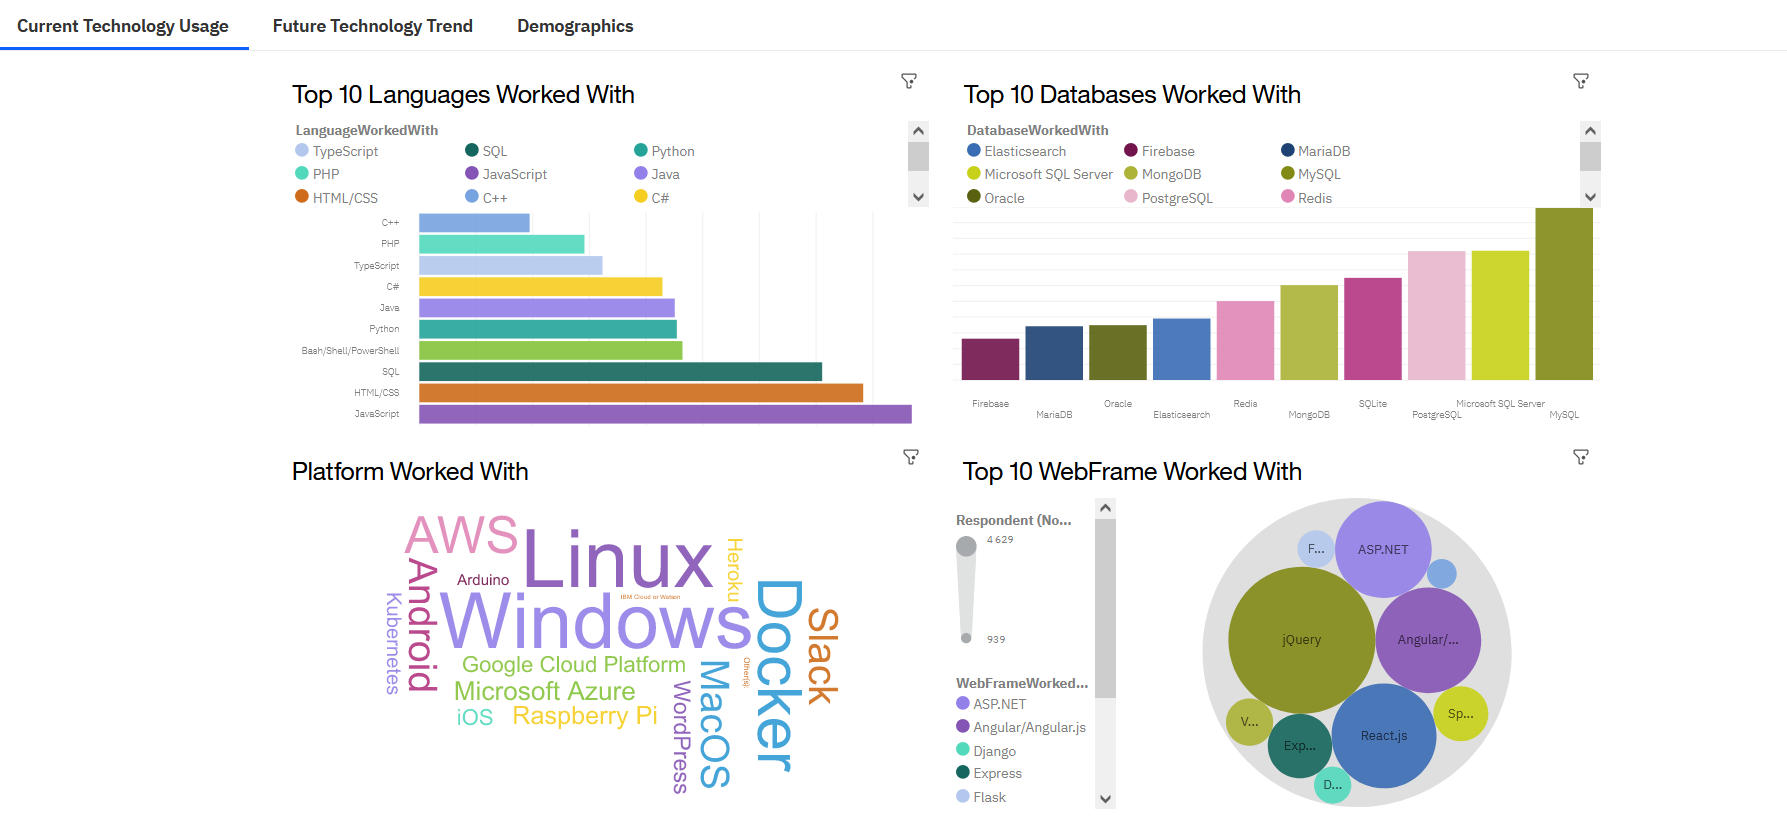 Current Technology Usage
Future Technology Trend
Demographics
Top 10 Languages Worked With
LanguageWorkedWith
TypeScript
SQL
Python
PHP
JavaScript
Java
HTML/CSS
C++
C#
C++
PHP
TypeScript
C#
Java
Python
Bash/Shell/PowerShell
SQL
HTML/CSS
JavaScript
Top 10 Databases Worked With
DatabaseWorkedWith
Elasticsearch
Firebase
MariaDB
Microsoft SQL Server
MongoDB
MySQL
Oracle
PostgreSQL
Redis
Firebase
MariaDB
Oracle
Elasticsearch
Redis
MongoDB
SQLite
PostgreSQL
Microsoft SQL Server
MySQL
Platform Worked With
AWS
Linux
Heroku
Android
Arduino
Kubernetes
IBM Cloud or Watson
Windows
Docker
Slack
Google Cloud Platform
Other(s):
Microsoft Azure
MacOS
WordPress
iOS
Raspberry Pi
Top 10 WebFrame Worked With
Respondent (No...
4 629
939
WebFrameWorked...
ASP.NET
Angular/Angular.js
Django
Express
Flask
F...
ASP.NET
jQuery
Angular/...
V...
Exp...
React.js
Sp...
D...